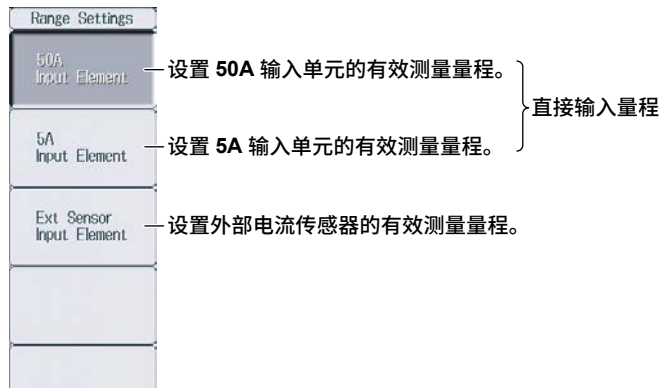 Range Settings
50A
Input Element
设置 50A 输入单元的有效测量量程。
直接输入量程
5A
Input Element
设置 5A 输入单元的有效测量量程。
Ext Sensor
Input Element
设置外部电流传感器的有效测量量程。